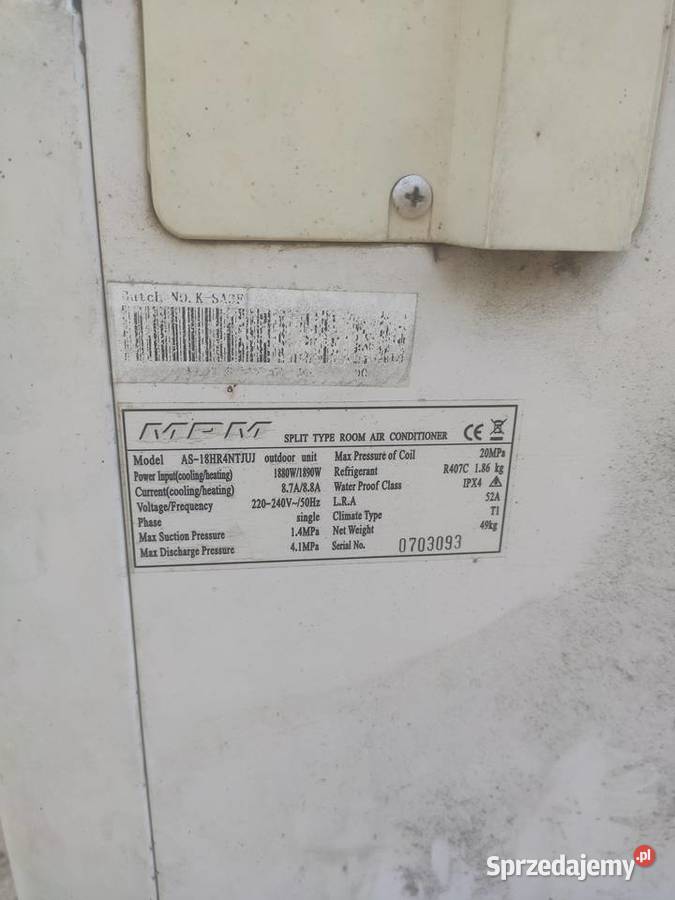 Batch No.K-SA3F
MPM SPLIT TYPE ROOM AIR CONDITIONER CE
Model AS-18HR4NTJUJ outdoor unit Max Pressure of Coil 20MPa
Power Input(cooling/heating) 1880W/1890W Refrigerant R407C 1.86 kg
Current(cooling/heating) 8.7A/8.8A Water Proof Class IPX4
Voltage/Frequency 220-240V~/50Hz L.R.A 52A
Phase single Climate Type T1
Max Suction Pressure 1.4MPa Net Weight 49kg
Max Discharge Pressure 4.1MPa Serial No. 0703093
Sprzedajemy.pl